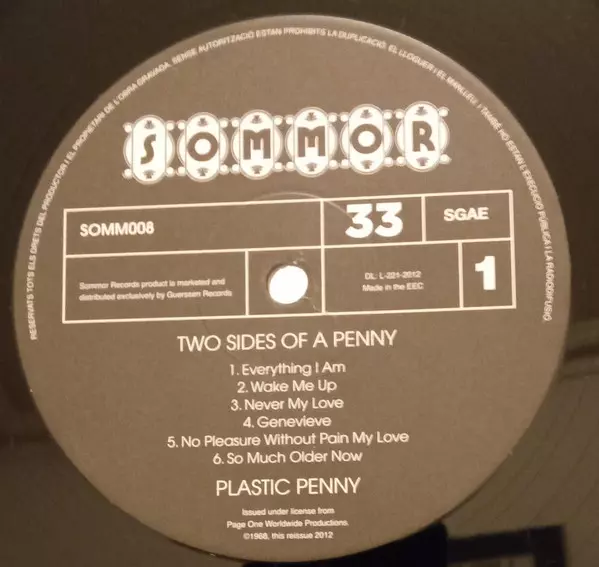 RESERVATS TOTS ELS DRETS DEL PRODUCTOR I EL PROPIETARI DE L'OBRA GRAVADA. SENSE AUTORITZACIÓ ESTAN PROHIBITS LA DUPLICACIÓ, EL LLOGUER I EL MANLLEU, I TAMBÉ HO ESTAN L'EXECUCIÓ PÚBLICA I LA RADIODIFUSIÓ.
SOMMOR
SOMM008
33
SGAE
Sommor Records product is marketed and
distributed exclusively by Guerssen Records
DL: L-221-2012
Made in the EEC
1
TWO SIDES OF A PENNY
1. Everything I Am
2. Wake Me Up
3. Never My Love
4. Genevieve
5. No Pleasure Without Pain My Love
6. So Much Older Now
PLASTIC PENNY
Issued under license from
Page One Worldwide Productions.
©1968, this reissue 2012